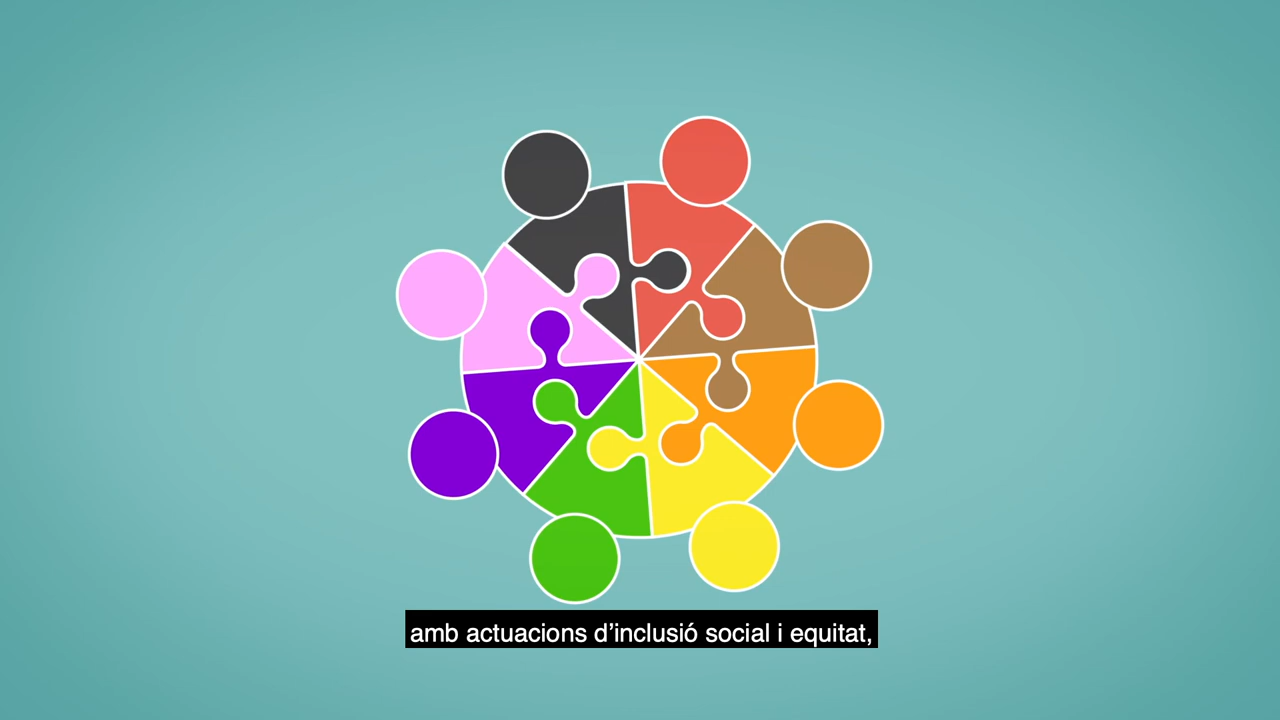 amb actuacions d’inclusió social i equitat,